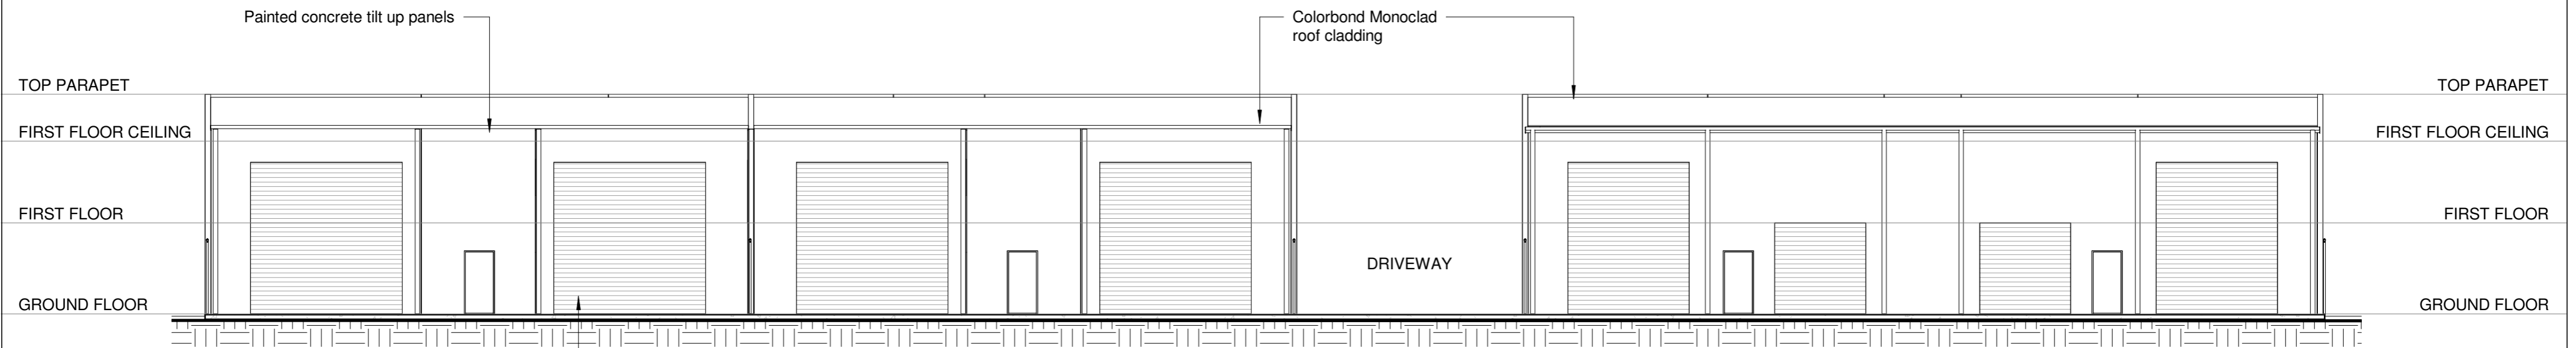 Painted concrete tilt up panels
Colorbond Monoclad
roof cladding
TOP PARAPET
TOP PARAPET
FIRST FLOOR CEILING
FIRST FLOOR CEILING
FIRST FLOOR
FIRST FLOOR
DRIVEWAY
GROUND FLOOR
GROUND FLOOR